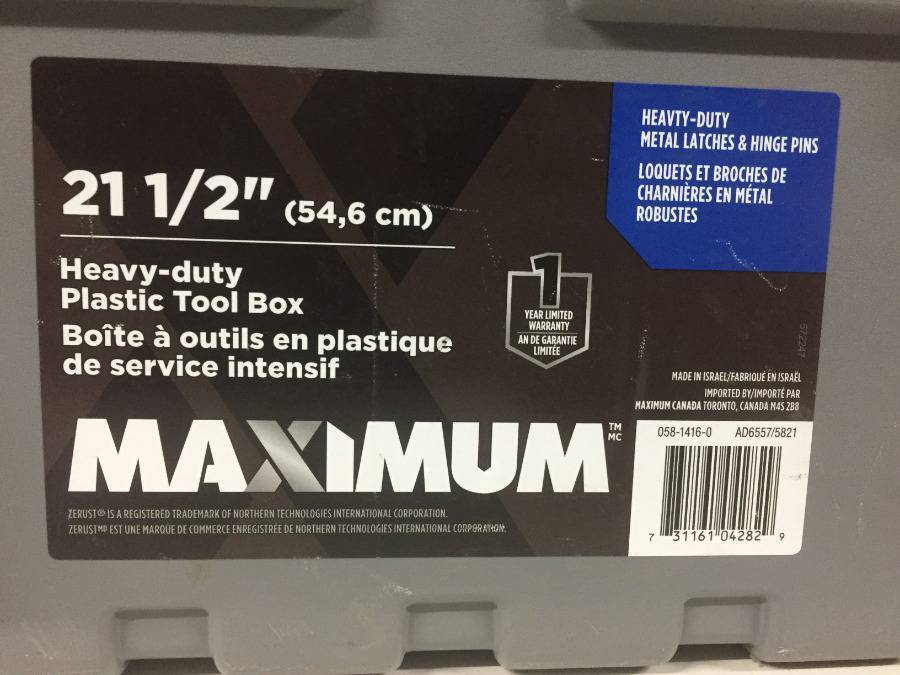 21 1/2" (54,6 cm)
Heavy-duty
Plastic Tool Box
Boîte à outils en plastique
de service intensif
HEAVTY-DUTY
METAL LATCHES & HINGE PINS
LOQUETS ET BROCHES DE
CHARNIÈRES EN MÉTAL
ROBUSTES
1
YEAR LIMITED
WARRANTY
AN DE GARANTIE
LIMITÉE
572247
MADE IN ISRAEL/FABRIQUÉ EN ISRAËL
IMPORTED BY/IMPORTÉ PAR
MAXIMUM CANADA TORONTO, CANADA M4S 2B8
MAXIMUM TM MC
ZERUST® IS A REGISTERED TRADEMARK OF NORTHERN TECHNOLOGIES INTERNATIONAL CORPORATION.
ZERUST MD EST UNE MARQUE DE COMMERCE ENREGISTRÉE DE NORTHERN TECHNOLOGIES INTERNATIONAL CORPORATION.
058-1416-0 AD6557/5821
7 31161 04282 9